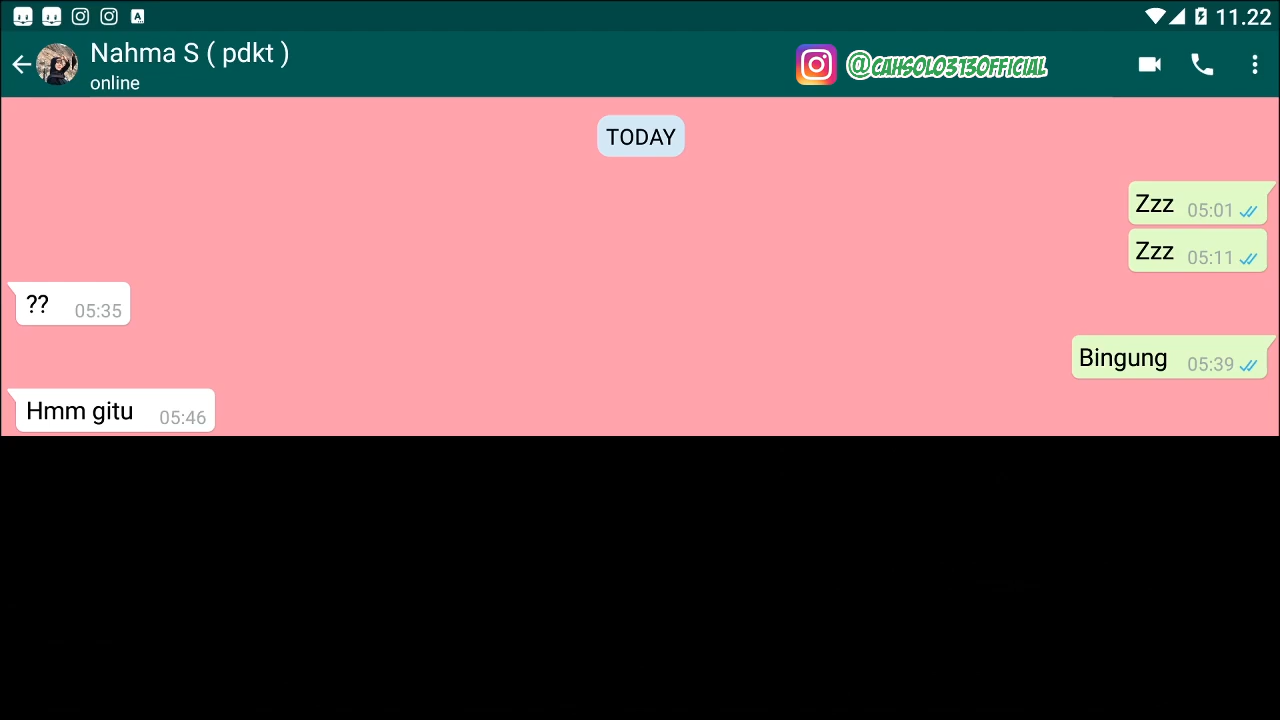 11.22
Nahma S ( pdkt )
online
@CAHSOLO313OFFICIAL
TODAY
Zzz 05:01
Zzz 05:11
?? 05:35
Bingung 05:39
Hmm gitu 05:46